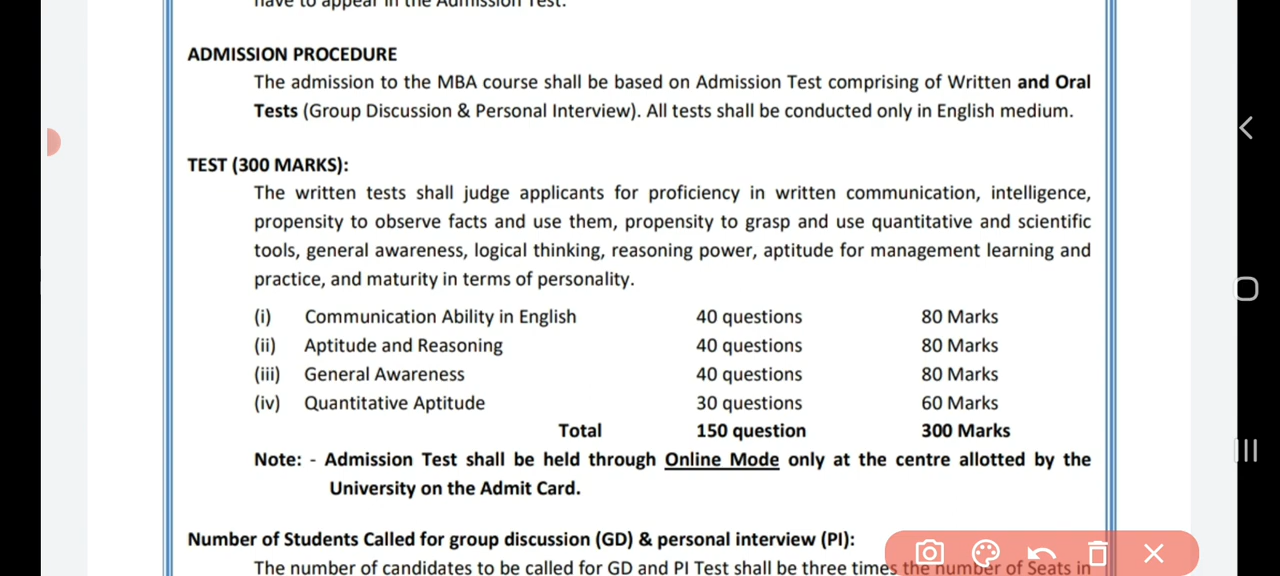 have to appear in the Admission Test.
ADMISSION PROCEDURE
The admission to the MBA course shall be based on Admission Test comprising of Written and Oral
Tests (Group Discussion & Personal Interview). All tests shall be conducted only in English medium.
TEST (300 MARKS):
The written tests shall judge applicants for proficiency in written communication, intelligence,
propensity to observe facts and use them, propensity to grasp and use quantitative and scientific
tools, general awareness, logical thinking, reasoning power, aptitude for management learning and
practice, and maturity in terms of personality.
(i) Communication Ability in English 40 questions 80 Marks
(ii) Aptitude and Reasoning 40 questions 80 Marks
(iii) General Awareness 40 questions 80 Marks
(iv) Quantitative Aptitude 30 questions 60 Marks
Total 150 question 300 Marks
Note: - Admission Test shall be held through Online Mode only at the centre allotted by the
University on the Admit Card.
Number of Students Called for group discussion (GD) & personal interview (PI):
The number of candidates to be called for GD and PI Test shall be three times the number of Seats in